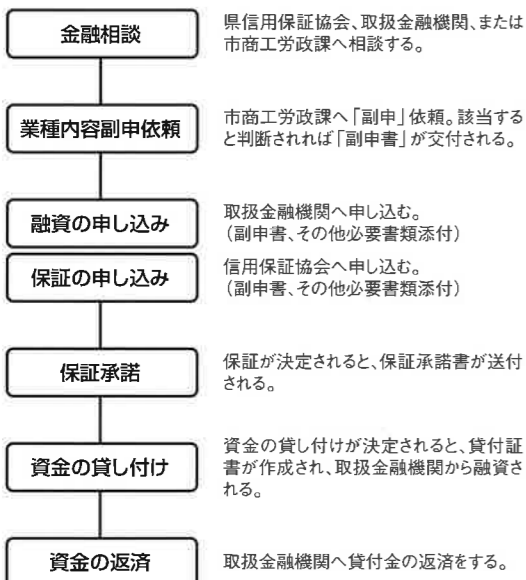 金融相談
県信用保証協会、取扱金融機関、または
市商工労政課へ相談する。
業種内容副申依頼
市商工労政課へ「副申」依頼。該当する
と判断されれば「副申書」が交付される。
融資の申し込み
取扱金融機関へ申し込む。
（副申書、その他必要書類添付）
保証の申し込み
信用保証協会へ申し込む。
（副申書、その他必要書類添付）
保証承諾
保証が決定されると、保証承諾書が送付
される。
資金の貸し付け
資金の貸し付けが決定されると、貸付証
書が作成され、取扱金融機関から融資さ
れる。
資金の返済
取扱金融機関へ貸付金の返済をする。